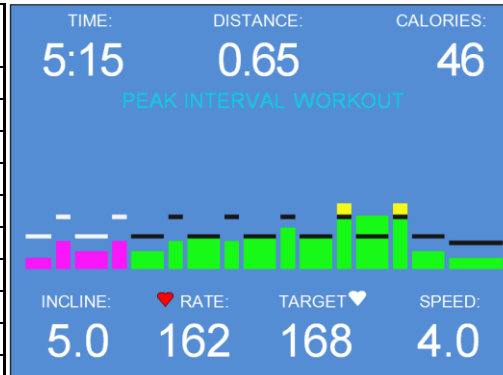 TIME: DISTANCE: CALORIES:
5:15 0.65 46
PEAK INTERVAL WORKOUT
INCLINE: RATE: TARGET SPEED:
5.0 162 168 4.0